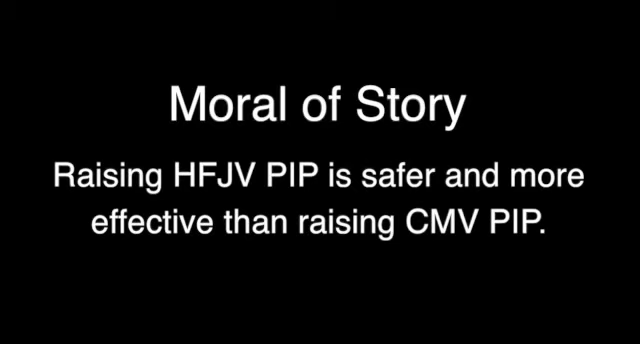 Moral of Story
Raising HFJV PIP is safer and more
effective than raising CMV PIP.